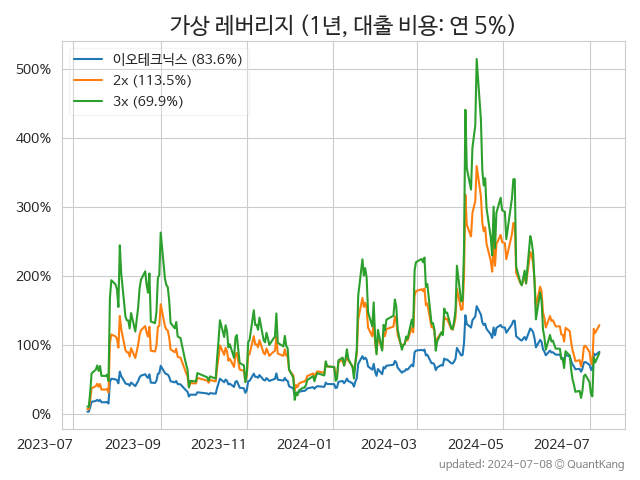 가상 레버리지 (1년, 대출 비용: 연 5%)
이오테크닉스 (83.6%)
2x (113.5%)
3x (69.9%)
500%
400%
300%
200%
100%
0%
2023-07 2023-09 2023-11 2024-01 2024-03 2024-05 2024-07
updated: 2024-07-08 © QuantKang